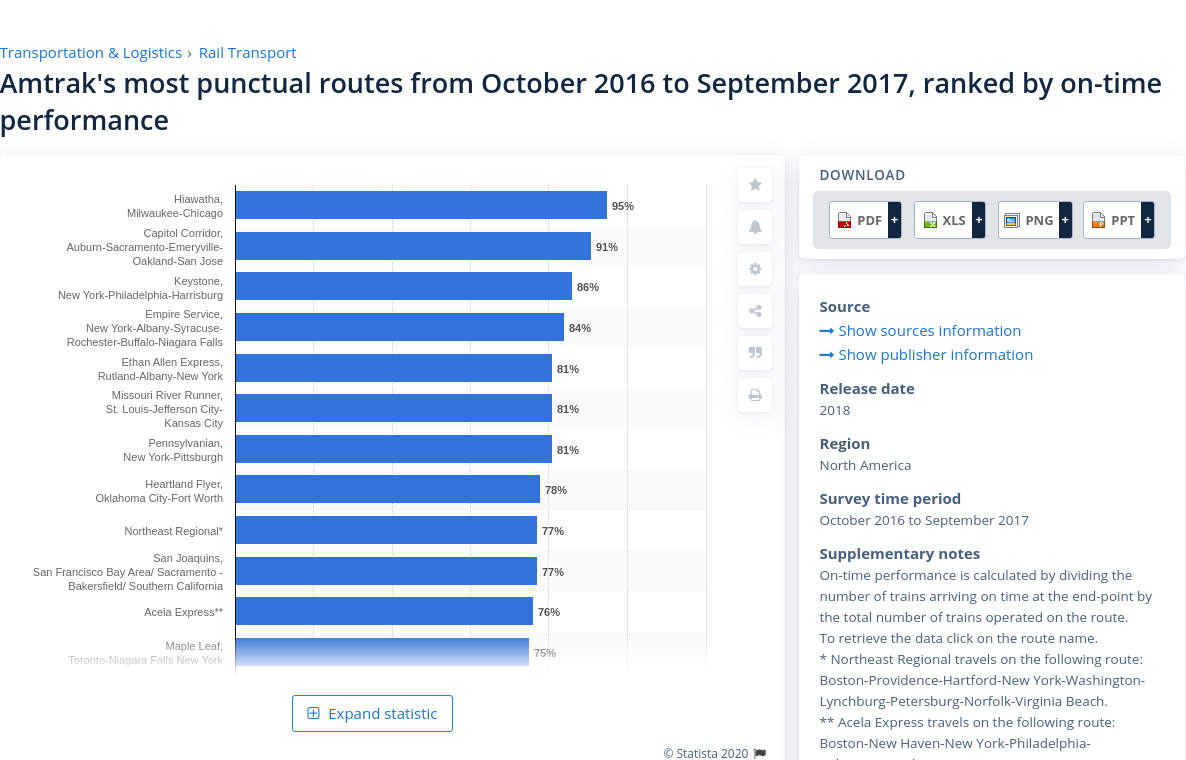 Transportation & Logistics › Rail Transport
Amtrak's most punctual routes from October 2016 to September 2017, ranked by on-time
performance
Hiawatha,
Milwaukee-Chicago
95%
Capitol Corridor,
Auburn-Sacramento-Emeryville-
Oakland-San Jose
91%
Keystone,
New York-Philadelphia-Harrisburg
86%
Empire Service,
New York-Albany-Syracuse-
Rochester-Buffalo-Niagara Falls
84%
Ethan Allen Express,
Rutland-Albany-New York
81%
Missouri River Runner,
St. Louis-Jefferson City-
Kansas City
81%
Pennsylvanian,
New York-Pittsburgh
81%
Heartland Flyer,
Oklahoma City-Fort Worth
78%
Northeast Regional*
77%
San Joaquins,
San Francisco Bay Area/ Sacramento -
Bakersfield/ Southern California
77%
Acela Express**
76%
Maple Leaf,
Toronto-Niagara Falls New York
75%
Expand statistic
© Statista 2020
DOWNLOAD
PDF + XLS + PNG + PPT +
Source
Show sources information
Show publisher information
Release date
2018
Region
North America
Survey time period
October 2016 to September 2017
Supplementary notes
On-time performance is calculated by dividing the
number of trains arriving on time at the end-point by
the total number of trains operated on the route.
To retrieve the data click on the route name.
* Northeast Regional travels on the following route:
Boston-Providence-Hartford-New York-Washington-
Lynchburg-Petersburg-Norfolk-Virginia Beach.
** Acela Express travels on the following route:
Boston-New Haven-New York-Philadelphia-